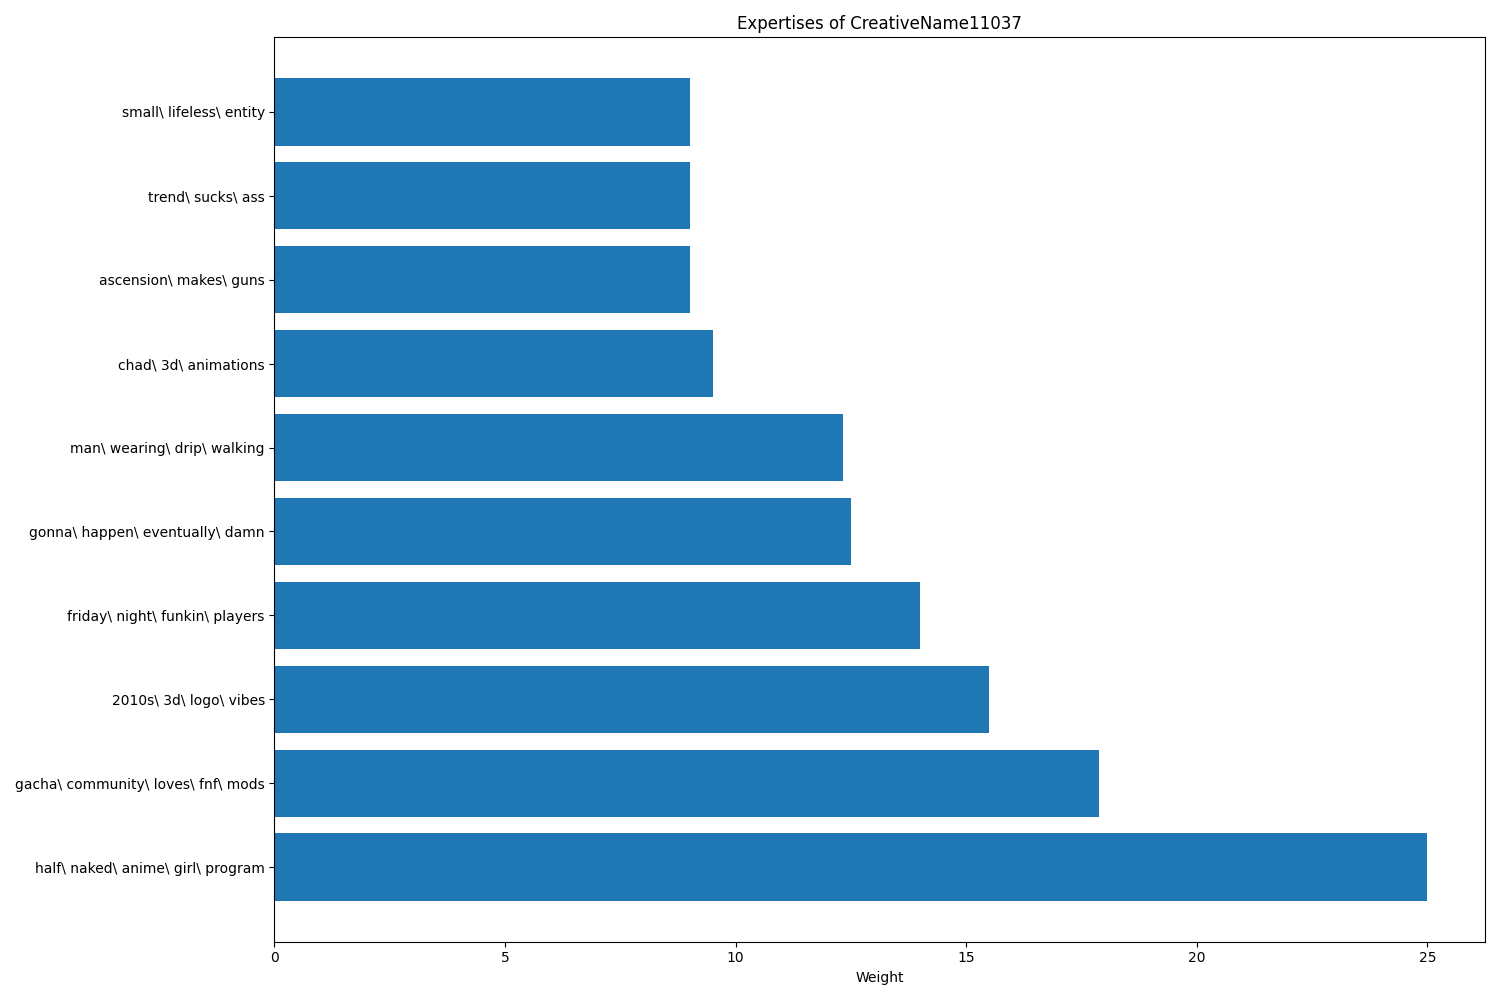 Expertises of CreativeName11037
small\ lifeless\ entity
trend\ sucks\ ass
ascension\ makes\ guns
chad\ 3d\ animations
man\ wearing\ drip\ walking
gonna\ happen\ eventually\ damn
friday\ night\ funkin\ players
2010s\ 3d\ logo\ vibes
gacha\ community\ loves\ fnf\ mods
half\ naked\ anime\ girl\ program
0 5 10 15 20 25
Weight